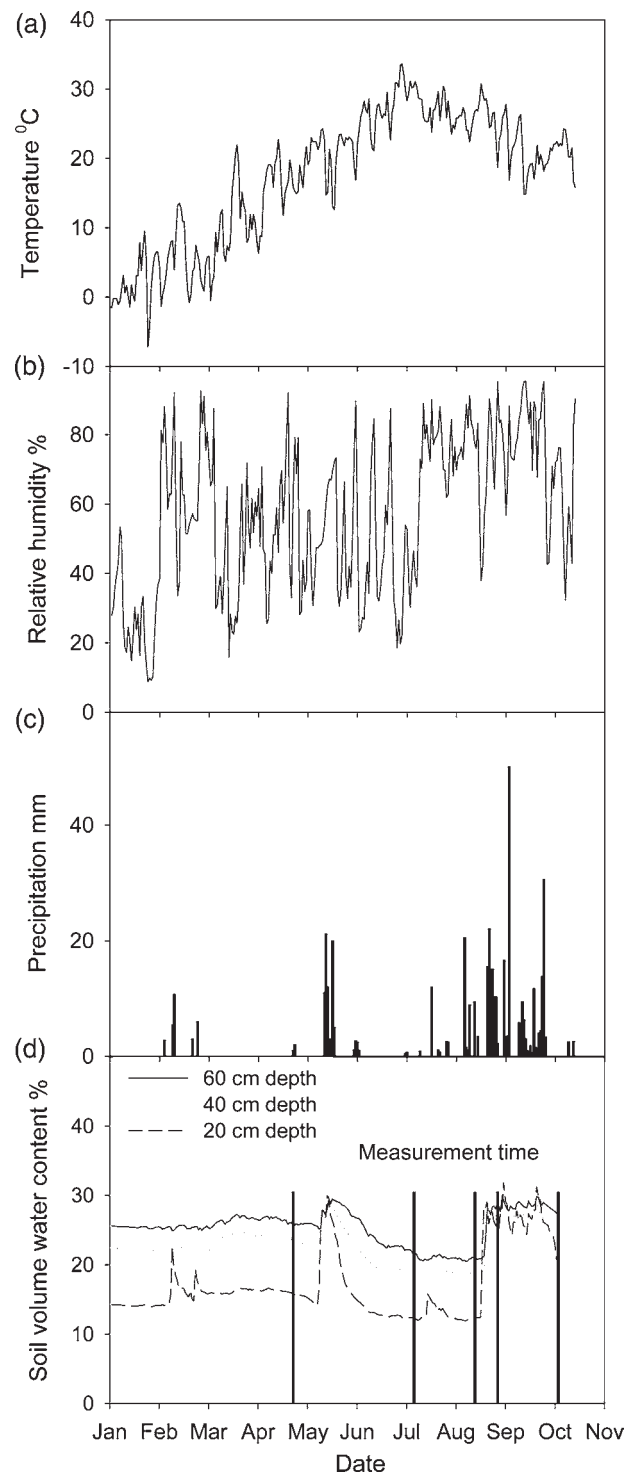 (a)
40
30
20
10
0
-10
Temperature ⁰C
(b)
80
60
40
20
0
Relative humidity %
(c)
40
20
0
Precipitation mm
(d)
60 cm depth
40 cm depth
20 cm depth
Measurement time
40
30
20
10
0
Soil volume water content %
Jan Feb Mar Apr May Jun Jul Aug Sep Oct Nov
Date